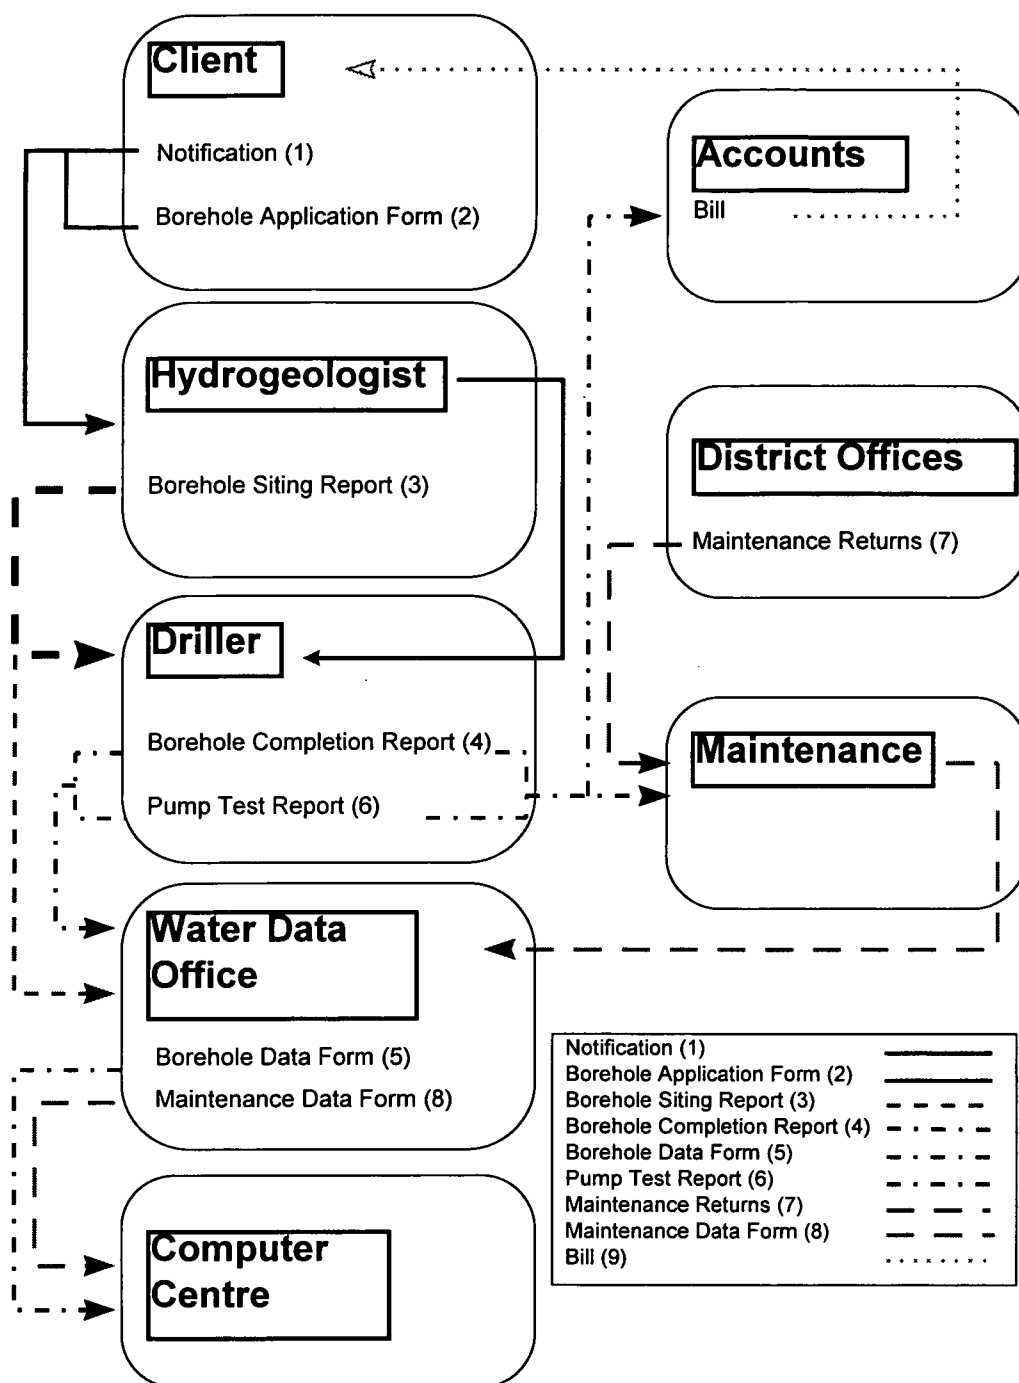 Client
Notification (1)
Borehole Application Form (2)
Accounts
Bill
Hydrogeologist
Borehole Siting Report (3)
District Offices
Maintenance Returns (7)
Driller
Borehole Completion Report (4)
Pump Test Report (6)
Maintenance
Water Data
Office
Borehole Data Form (5)
Maintenance Data Form (8)
Computer
Centre
Notification (1)
Borehole Application Form (2)
Borehole Siting Report (3)
Borehole Completion Report (4)
Borehole Data Form (5)
Pump Test Report (6)
Maintenance Returns (7)
Maintenance Data Form (8)
Bill (9)